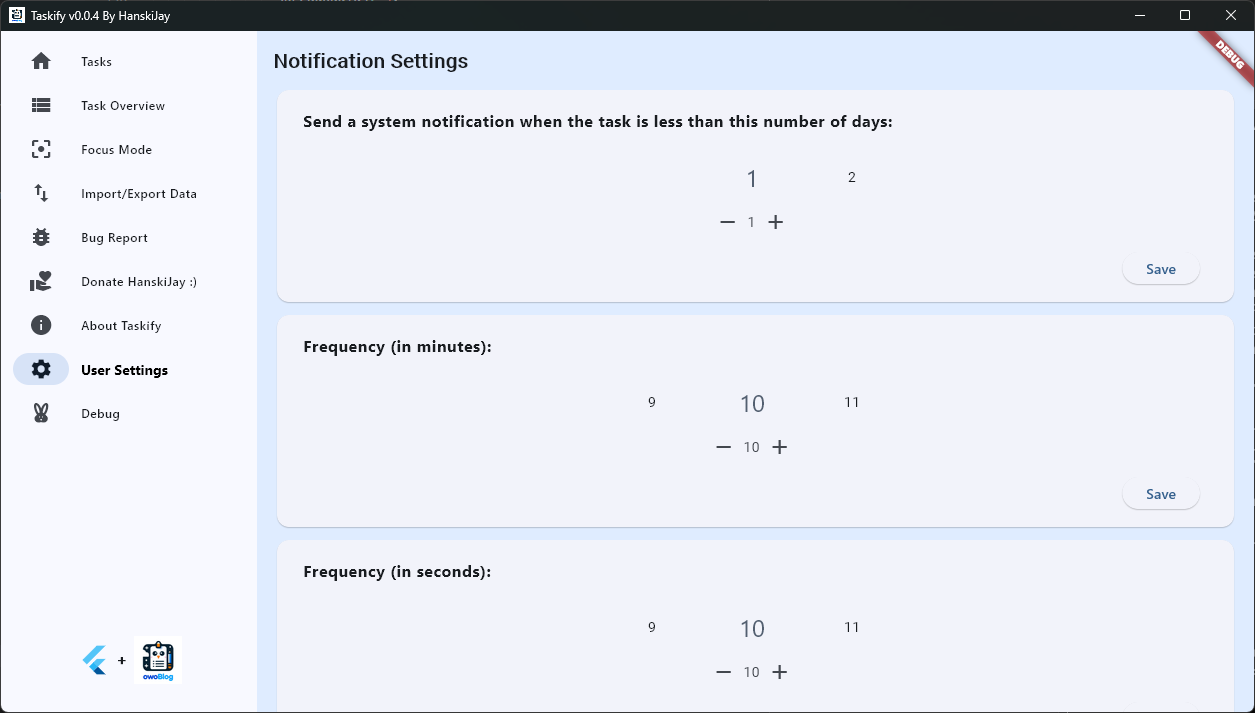 Taskify v0.0.4 By HanskiJay
DEBUG
Tasks
Task Overview
Focus Mode
Import/Export Data
Bug Report
Donate HanskiJay :)
About Taskify
User Settings
Debug
+
owoBlog
Notification Settings
Send a system notification when the task is less than this number of days:
1 2
− 1 +
Save
Frequency (in minutes):
9 10 11
− 10 +
Save
Frequency (in seconds):
9 10 11
− 10 +